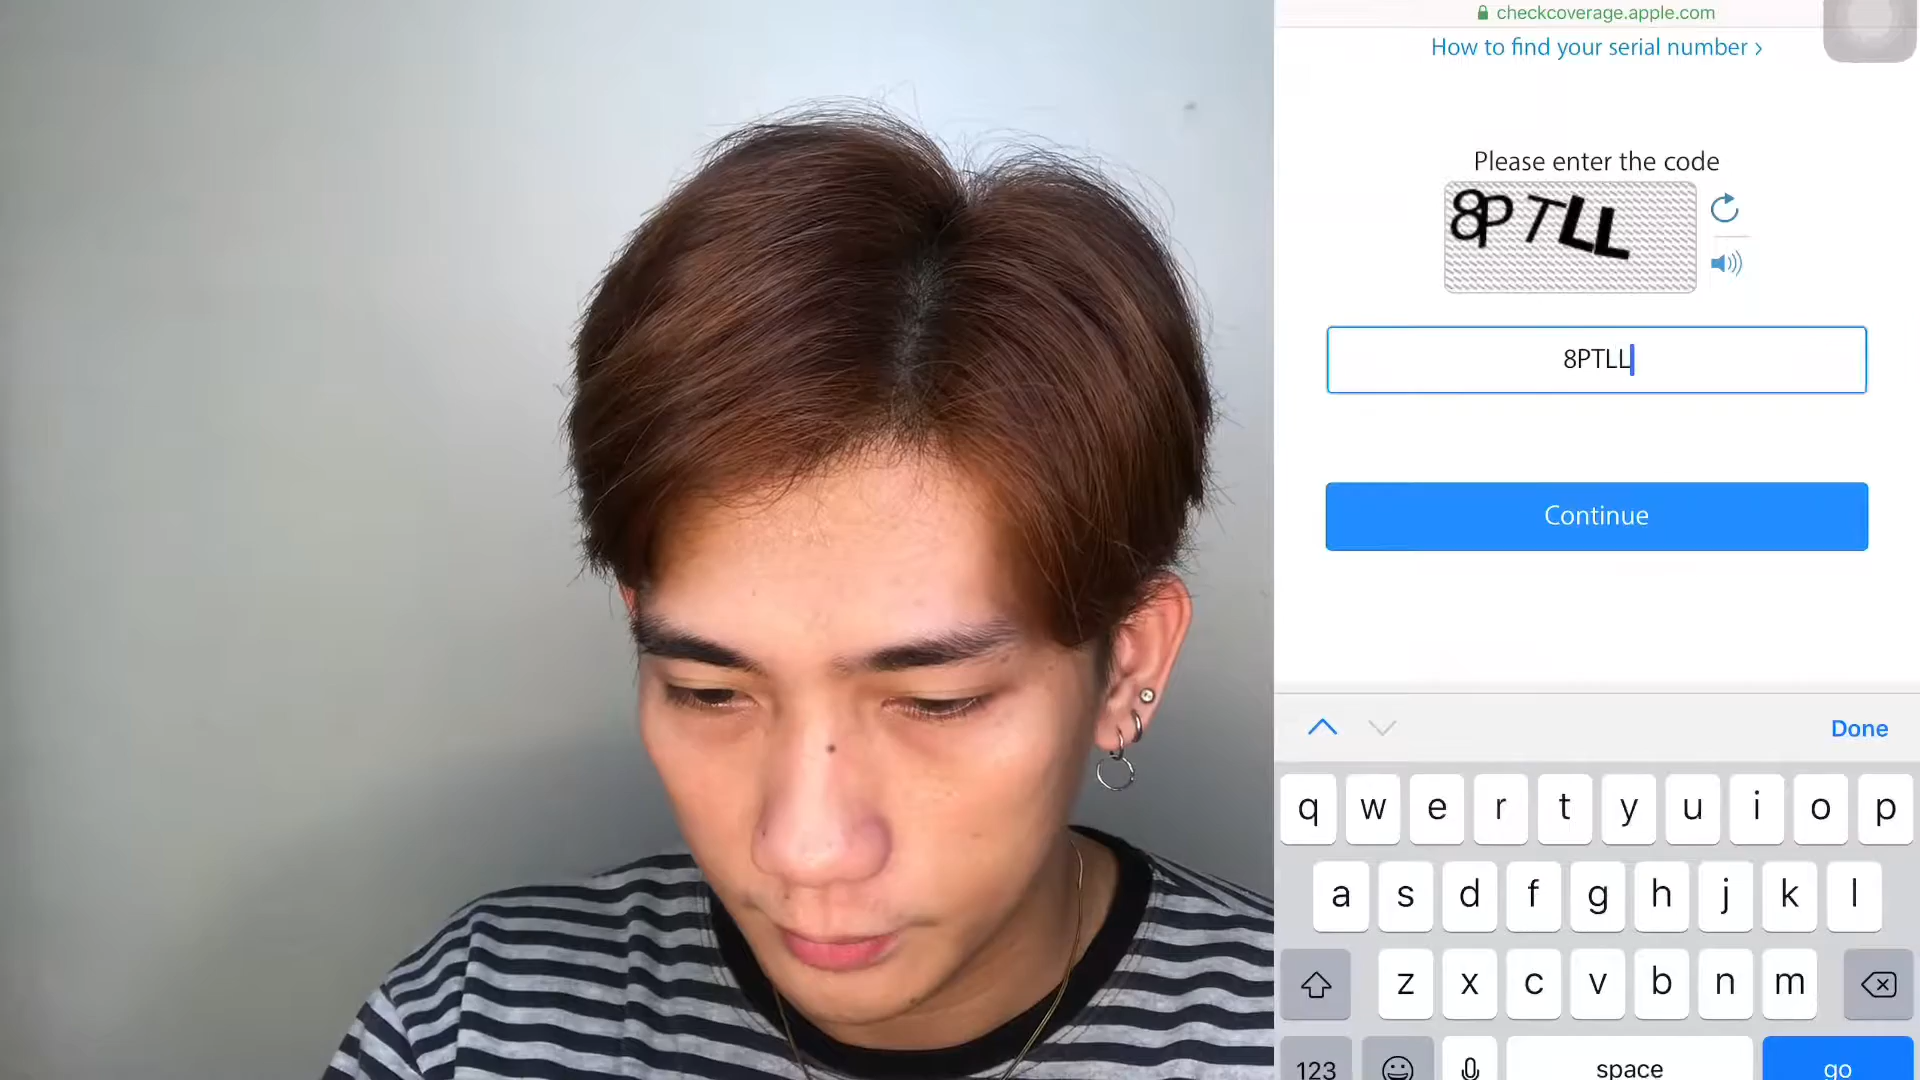 checkcoverage.apple.com
How to find your serial number ›
Please enter the code
8PTLL
8PTLL
Continue
Done
q w e r t y u i o p
a s d f g h j k l
z x c v b n m
123 space go